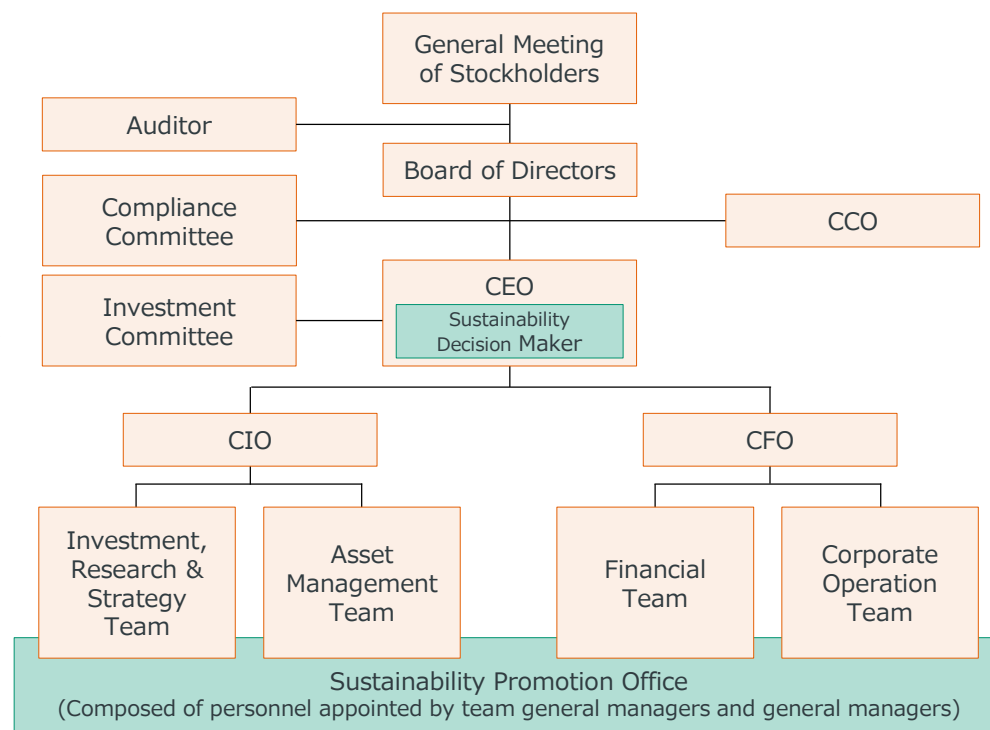 General Meeting
of Stockholders
Auditor
Board of Directors
Compliance
Committee
CCO
CEO
Sustainability
Decision Maker
Investment
Committee
CIO
CFO
Investment,
Research &
Strategy
Team
Asset
Management
Team
Financial
Team
Corporate
Operation
Team
Sustainability Promotion Office
(Composed of personnel appointed by team general managers and general managers)